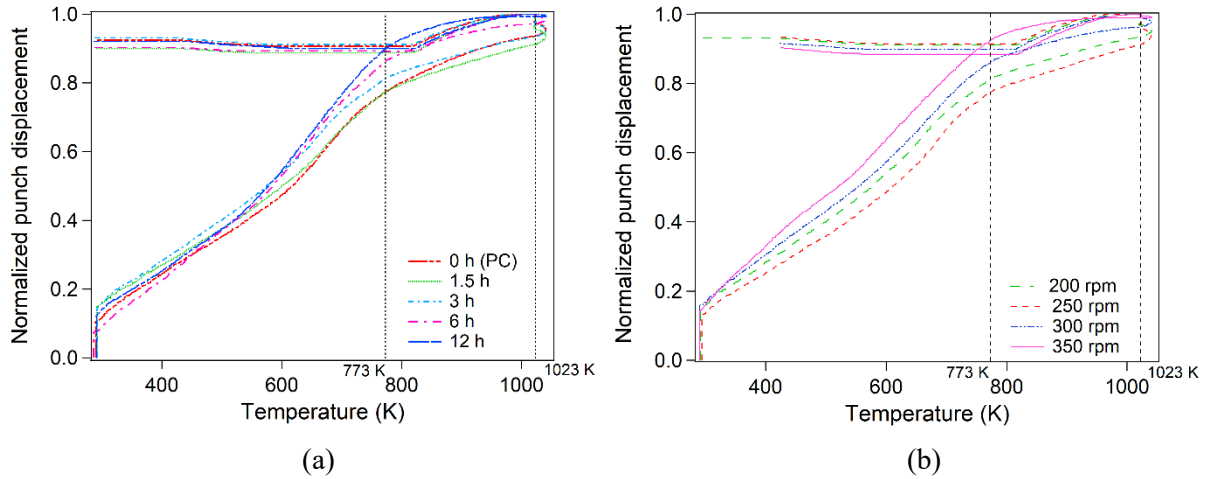 Normalized punch displacement
1.0
0.8
0.6
0.4
0.2
0.0
0 h (PC)
1.5 h
3 h
6 h
12 h
400
600
773 K
800
1000
1023 K
Temperature (K)
(a)
Normalized punch displacement
1.0
0.8
0.6
0.4
0.2
0.0
200 rpm
250 rpm
300 rpm
350 rpm
400
600
773 K
800
1000
1023 K
Temperature (K)
(b)